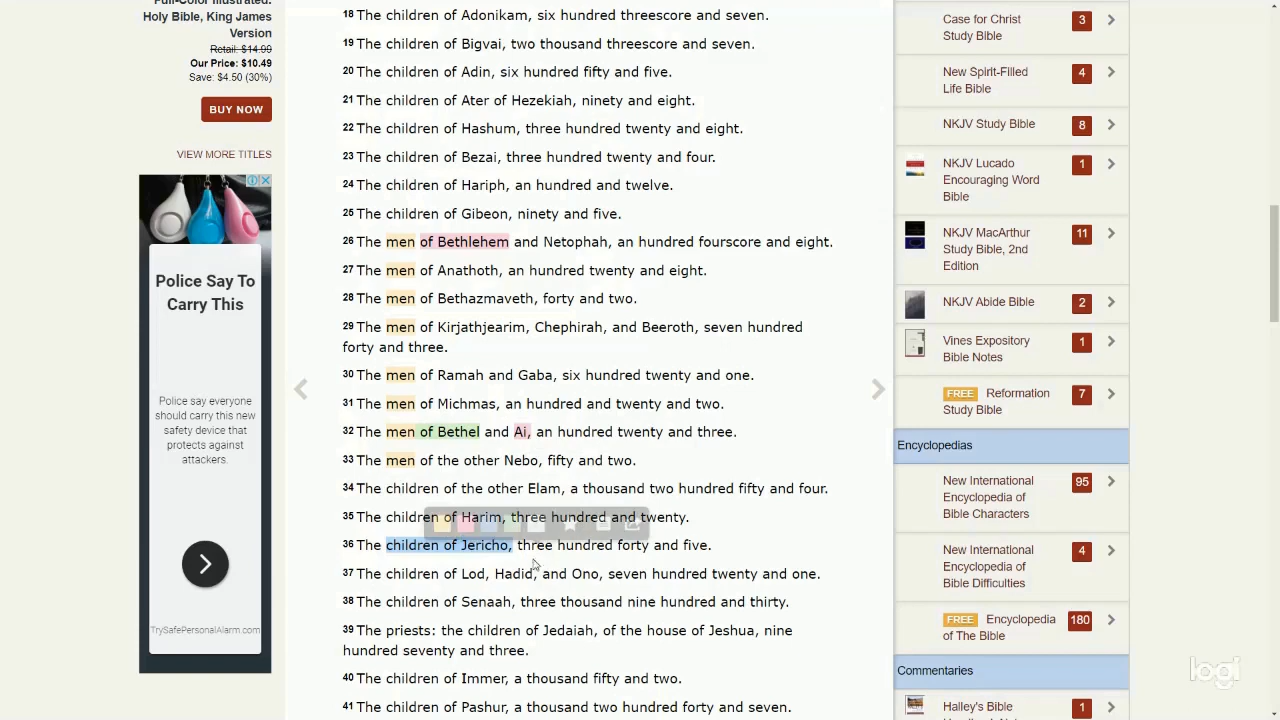 Full-Color Illustrated:
Holy Bible, King James
Version
Retail: $14.99
Our Price: $10.49
Save: $4.50 (30%)
BUY NOW
VIEW MORE TITLES
Police Say To
Carry This
Police say everyone
should carry this new
safety device that
protects against
attackers.
TrySafePersonalAlarm.com
18 The children of Adonikam, six hundred threescore and seven.
19 The children of Bigvai, two thousand threescore and seven.
20 The children of Adin, six hundred fifty and five.
21 The children of Ater of Hezekiah, ninety and eight.
22 The children of Hashum, three hundred twenty and eight.
23 The children of Bezai, three hundred twenty and four.
24 The children of Hariph, an hundred and twelve.
25 The children of Gibeon, ninety and five.
26 The men of Bethlehem and Netophah, an hundred fourscore and eight.
27 The men of Anathoth, an hundred twenty and eight.
28 The men of Bethazmaveth, forty and two.
29 The men of Kirjathjearim, Chephirah, and Beeroth, seven hundred
forty and three.
30 The men of Ramah and Gaba, six hundred twenty and one.
31 The men of Michmas, an hundred and twenty and two.
32 The men of Bethel and Ai, an hundred twenty and three.
33 The men of the other Nebo, fifty and two.
34 The children of the other Elam, a thousand two hundred fifty and four.
35 The children of Harim, three hundred and twenty.
36 The children of Jericho, three hundred forty and five.
37 The children of Lod, Hadid, and Ono, seven hundred twenty and one.
38 The children of Senaah, three thousand nine hundred and thirty.
39 The priests: the children of Jedaiah, of the house of Jeshua, nine
hundred seventy and three.
40 The children of Immer, a thousand fifty and two.
41 The children of Pashur, a thousand two hundred forty and seven.
Case for Christ 3
Study Bible
New Spirit-Filled 4
Life Bible
NKJV Study Bible 8
NKJV Lucado 1
Encouraging Word
Bible
NKJV MacArthur 11
Study Bible, 2nd
Edition
NKJV Abide Bible 2
Vines Expository 1
Bible Notes
FREE Reformation 7
Study Bible
Encyclopedias
New International 95
Encyclopedia of
Bible Characters
New International 4
Encyclopedia of
Bible Difficulties
FREE Encyclopedia 180
of The Bible
Commentaries
Halley's Bible 1
logi